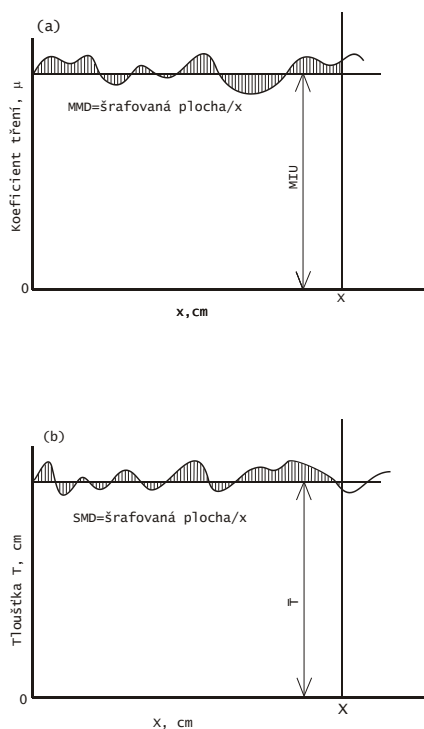 (a)
Koeficient tření, μ
MMD=šrafovaná plocha/x
MIU
0
X
x,cm
(b)
Tloušťka T, cm
SMD=šrafovaná plocha/x
T̄
0
X
X, cm